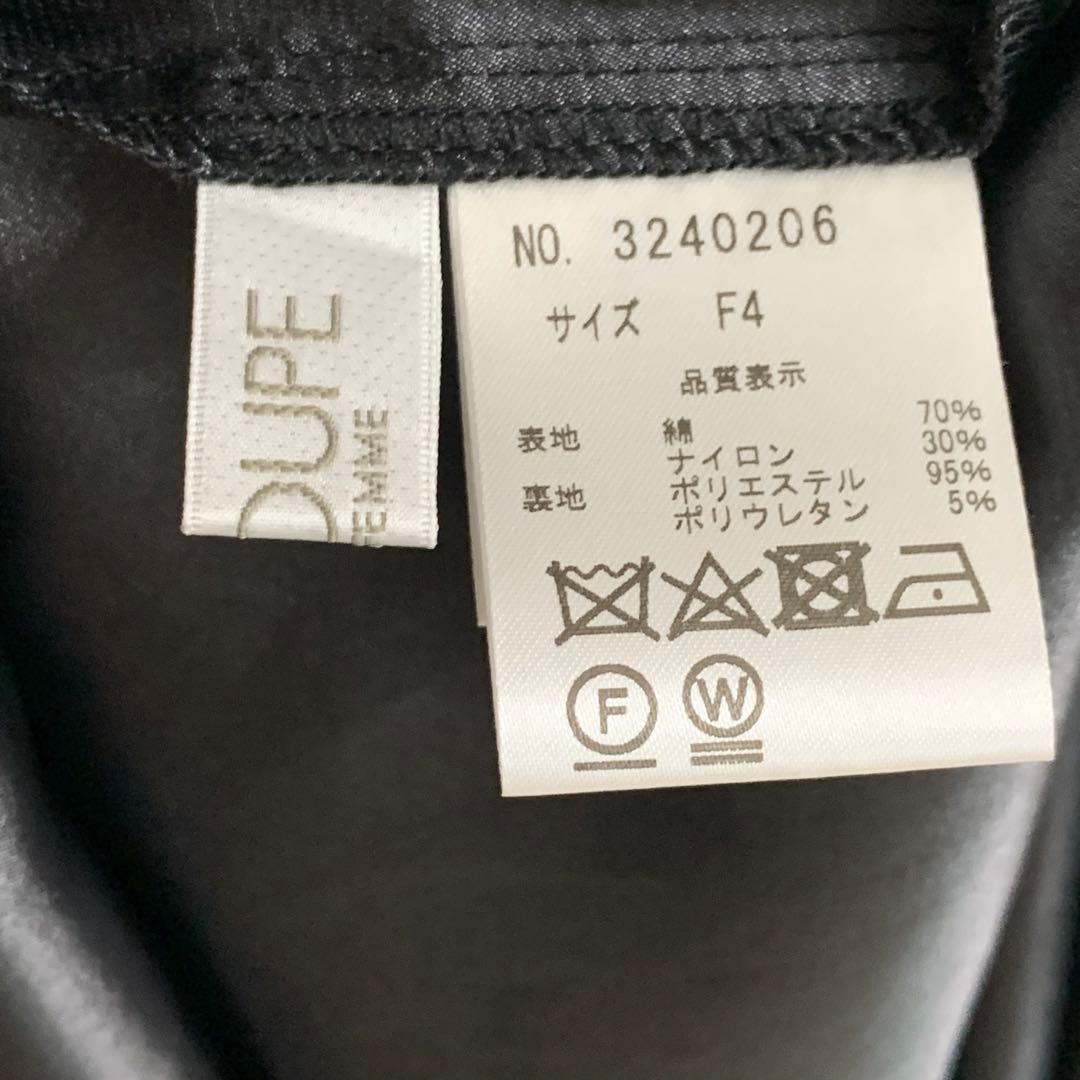 DUPE
FEMME
NO. 3240206
サイズ F4
品質表示
表地 綿 70%
ナイロン 30%
裏地 ポリエステル 95%
ポリウレタン 5%
F W